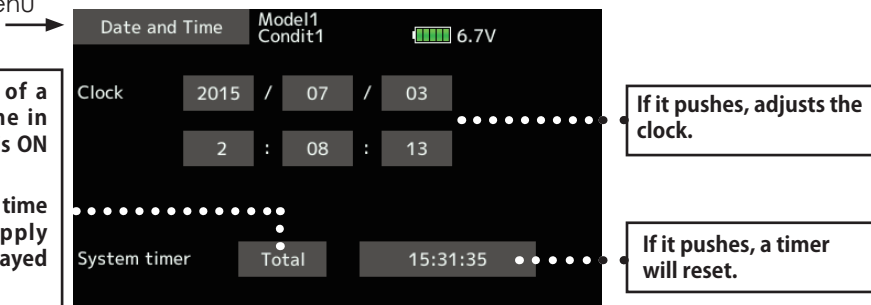 enu
Date and Time Model1 6.7V
Condit1
of a
ne in
s ON
time
pply
ayed
Clock 2015 / 07 / 03
2 : 08 : 13
System timer Total 15:31:35
If it pushes, adjusts the
clock.
If it pushes, a timer
will reset.